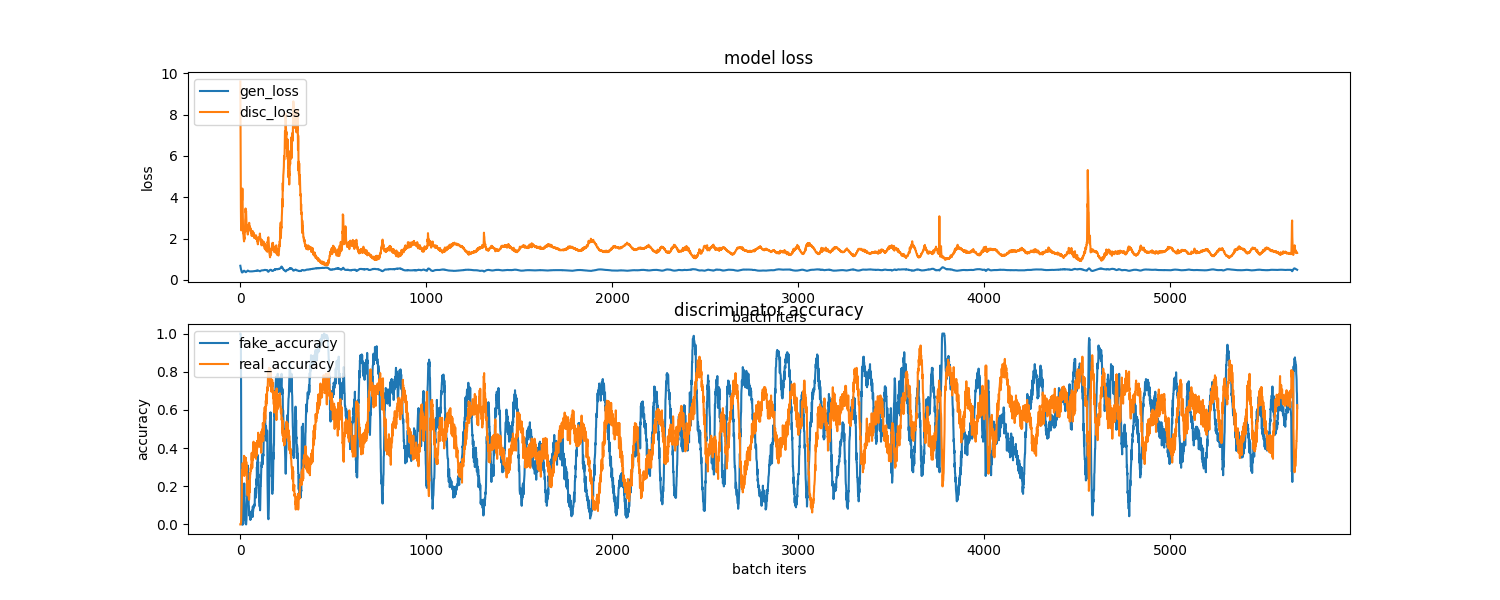 model loss
10
8
6
4
2
0
loss
gen_loss
disc_loss
0 1000 2000 3000 4000 5000
batch iters
discriminator accuracy
1.0
0.8
0.6
0.4
0.2
0.0
accuracy
fake_accuracy
real_accuracy
0 1000 2000 3000 4000 5000
batch iters